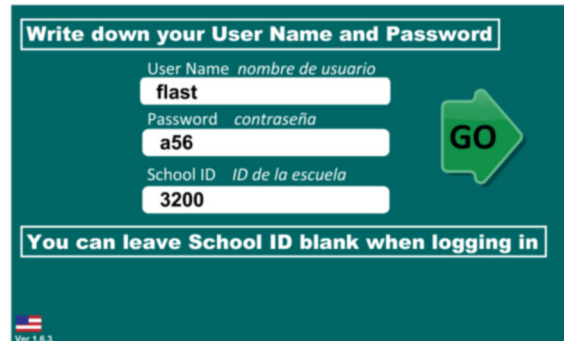 Write down your User Name and Password
User Name nombre de usuario
flast
Password contraseña
a56
GO
School ID ID de la escuela
3200
You can leave School ID blank when logging in
Ver 1.6.3